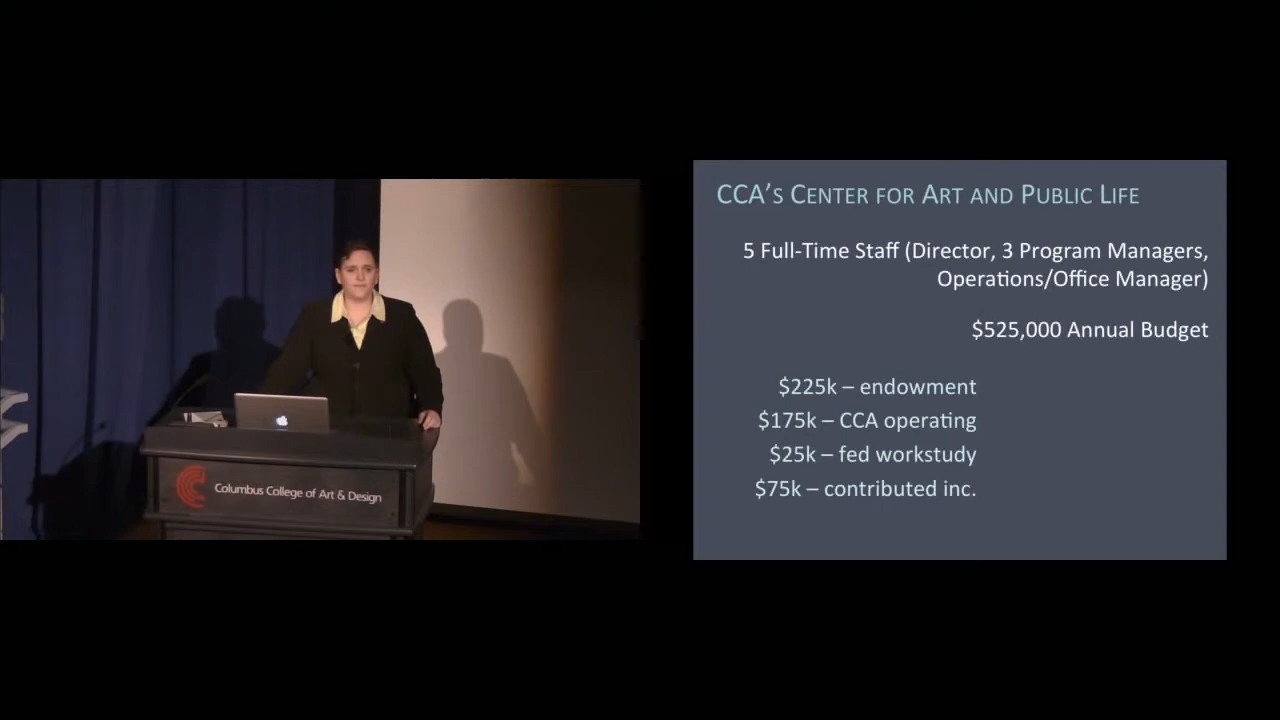 CCA's Center for Art and Public Life
5 Full-Time Staff (Director, 3 Program Managers,
Operations/Office Manager)
$525,000 Annual Budget
$225k – endowment
$175k – CCA operating
$25k – fed workstudy
$75k – contributed inc.
Columbus College of Art & Design